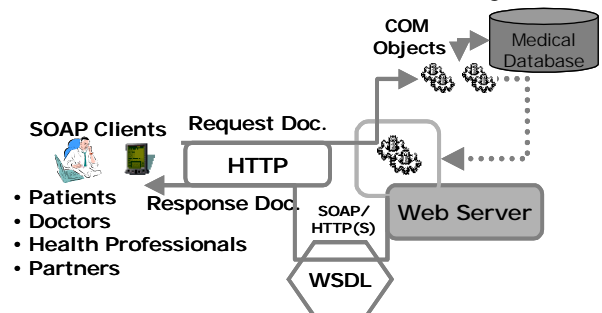 COM
Objects
Medical
Database
SOAP Clients
Request Doc.
HTTP
Response Doc.
• Patients
• Doctors
• Health Professionals
• Partners
SOAP/
HTTP(S)
Web Server
WSDL